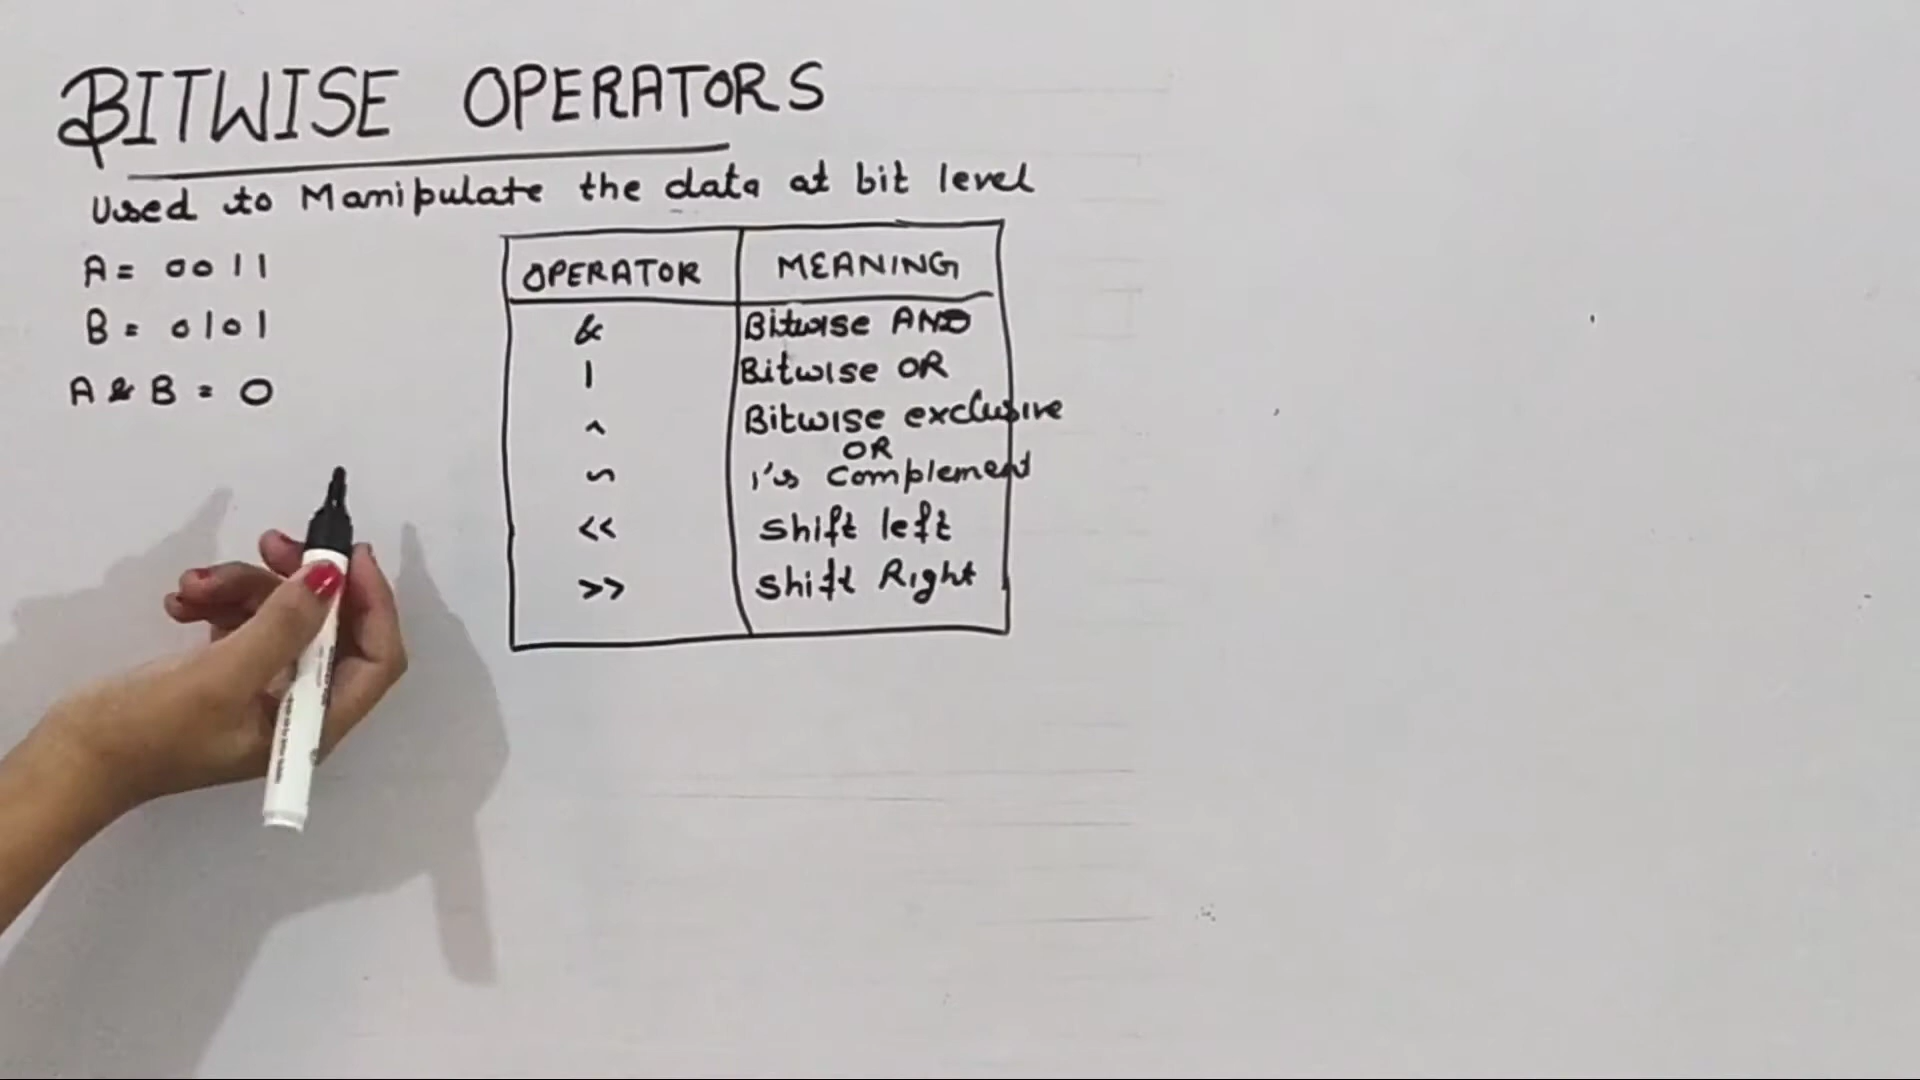 BITWISE OPERATORS
Used to Manipulate the data at bit level
A = 0011
B = 0101
A & B = 0
OPERATOR MEANING
& Bitwise AND
| Bitwise OR
^ Bitwise exclusive
OR
~ 1's Complement
<< Shift left
>> Shift Right